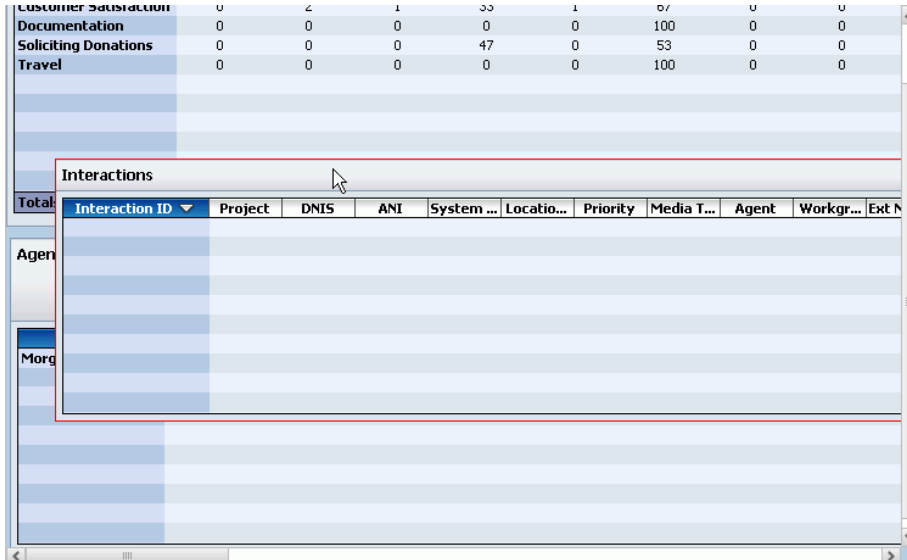 Customer Satisfaction 0 2 1 33 1 67 0 0
Documentation 0 0 0 0 0 100 0 0
Soliciting Donations 0 0 0 47 0 53 0 0
Travel 0 0 0 0 0 100 0 0
Interactions
Total
Interaction ID Project DNIS ANI System ... Locatio... Priority Media T... Agent Workgr... Ext N
Agen
Morg